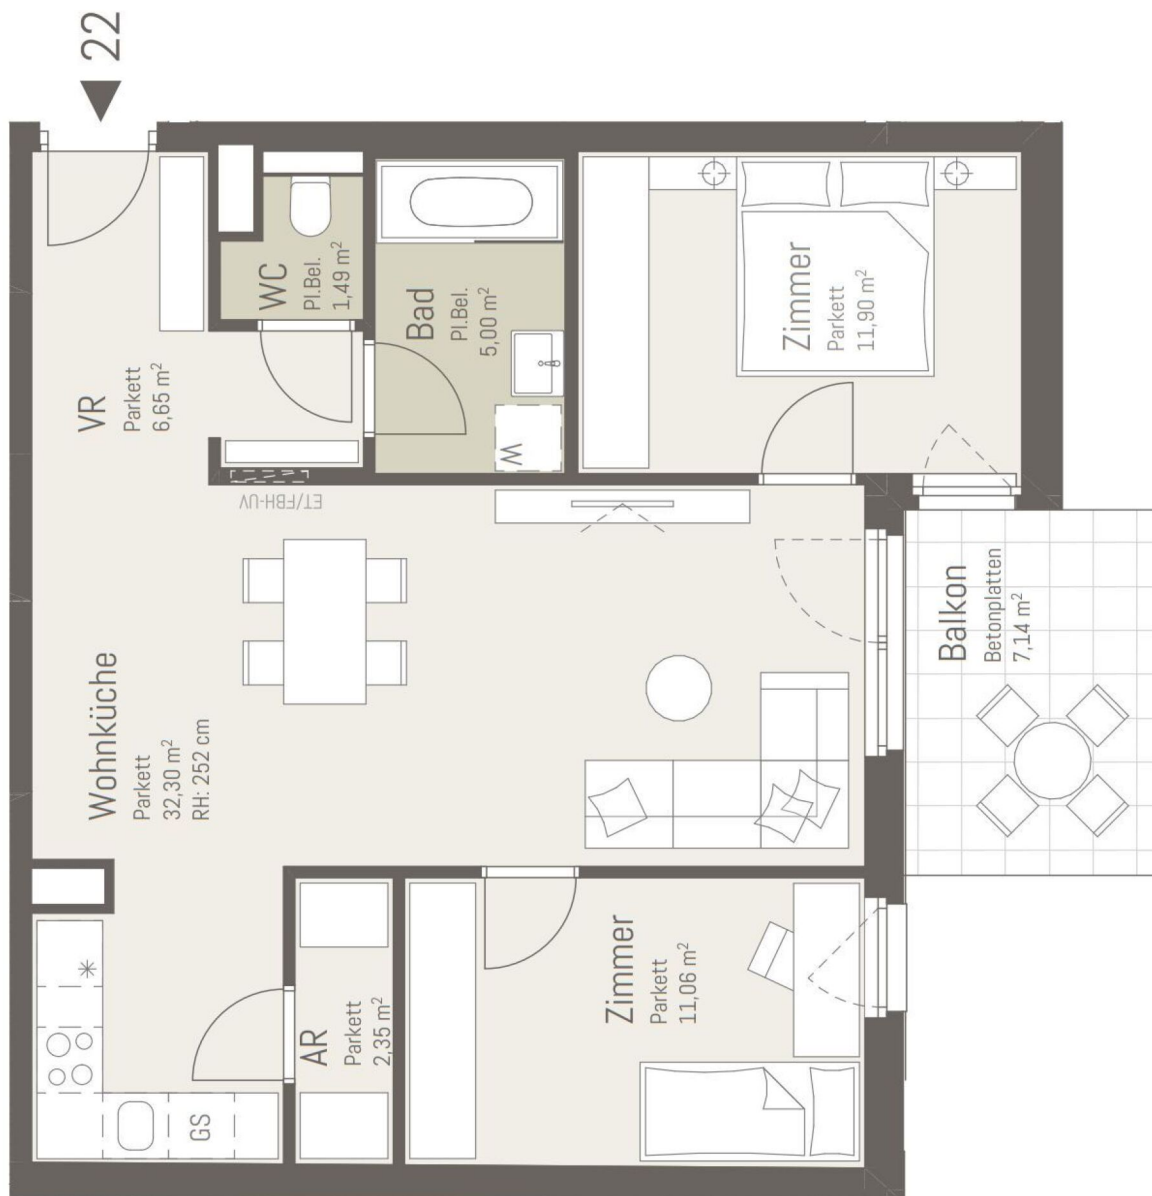 22
VR
Parkett
6,65 m²
WC
Pl.Bel.
1,49 m²
Bad
Pl.Bel.
5,00 m²
W
Zimmer
Parkett
11,90 m²
ET/FBH-UV
Wohnküche
Parkett
32,30 m²
RH: 252 cm
Balkon
Betonplatten
7,14 m²
GS
AR
Parkett
2,35 m²
Zimmer
Parkett
11,06 m²